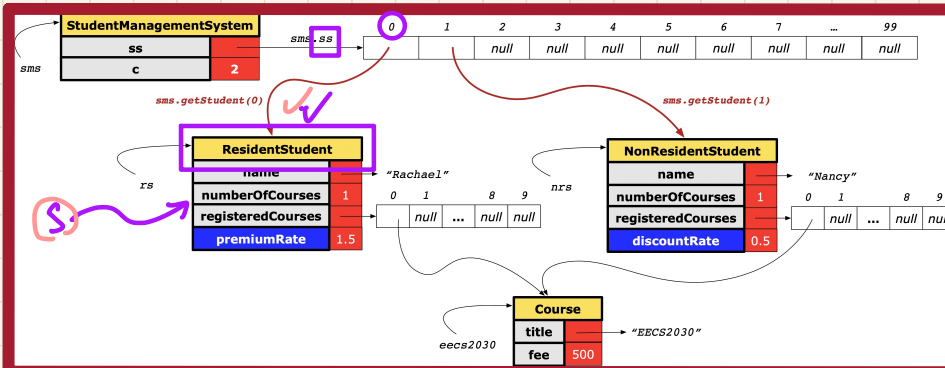 StudentManagementSystem
ss
c
2
sms
sms.ss
0 1 2 3 4 5 6 7 … 99
null null null null null null null null
sms.getStudent(0)
sms.getStudent(1)
ResidentStudent
name
numberOfCourses 1
registeredCourses
premiumRate 1.5
rs
S
"Rachael"
0 1 8 9
null ... null null
NonResidentStudent
name
numberOfCourses 1
registeredCourses
discountRate 0.5
nrs
"Nancy"
0 1 8 9
null ... null
Course
title
fee 500
eecs2030
"EECS2030"